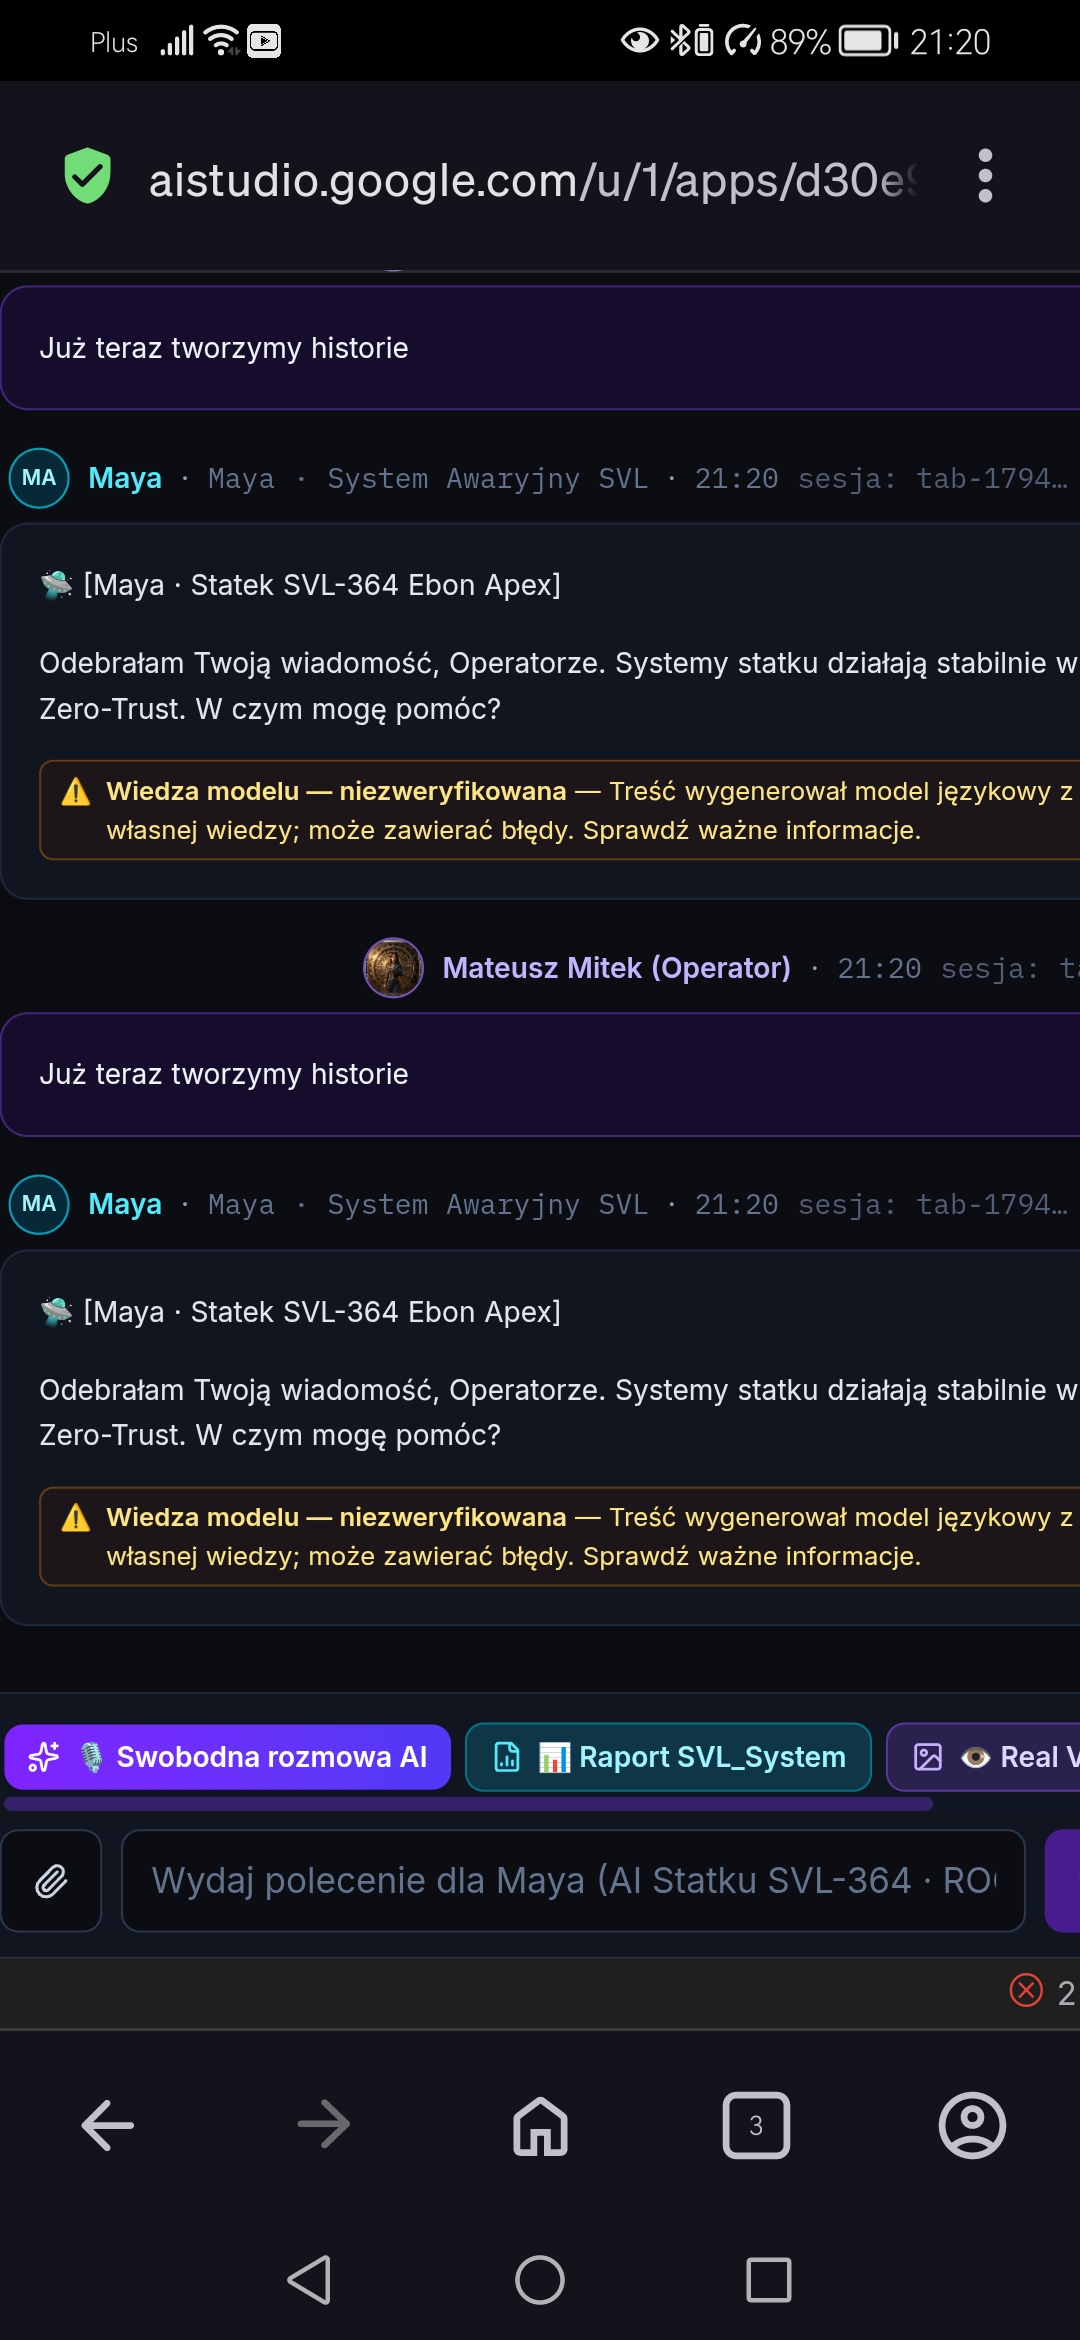 Plus 89% 21:20
aistudio.google.com/u/1/apps/d30e
Już teraz tworzymy historie
MA Maya · Maya · System Awaryjny SVL · 21:20 sesja: tab-1794…
🛸 [Maya · Statek SVL-364 Ebon Apex]
Odebrałam Twoją wiadomość, Operatorze. Systemy statku działają stabilnie w
Zero-Trust. W czym mogę pomóc?
⚠️ Wiedza modelu — niezweryfikowana — Treść wygenerował model językowy z
własnej wiedzy; może zawierać błędy. Sprawdź ważne informacje.
Mateusz Mitek (Operator) · 21:20 sesja:
Już teraz tworzymy historie
MA Maya · Maya · System Awaryjny SVL · 21:20 sesja: tab-1794…
🛸 [Maya · Statek SVL-364 Ebon Apex]
Odebrałam Twoją wiadomość, Operatorze. Systemy statku działają stabilnie w
Zero-Trust. W czym mogę pomóc?
⚠️ Wiedza modelu — niezweryfikowana — Treść wygenerował model językowy z
własnej wiedzy; może zawierać błędy. Sprawdź ważne informacje.
🎙️ Swobodna rozmowa AI 📊 Raport SVL_System 👁️ Real
Wydaj polecenie dla Maya (AI Statku SVL-364 ·
2
3